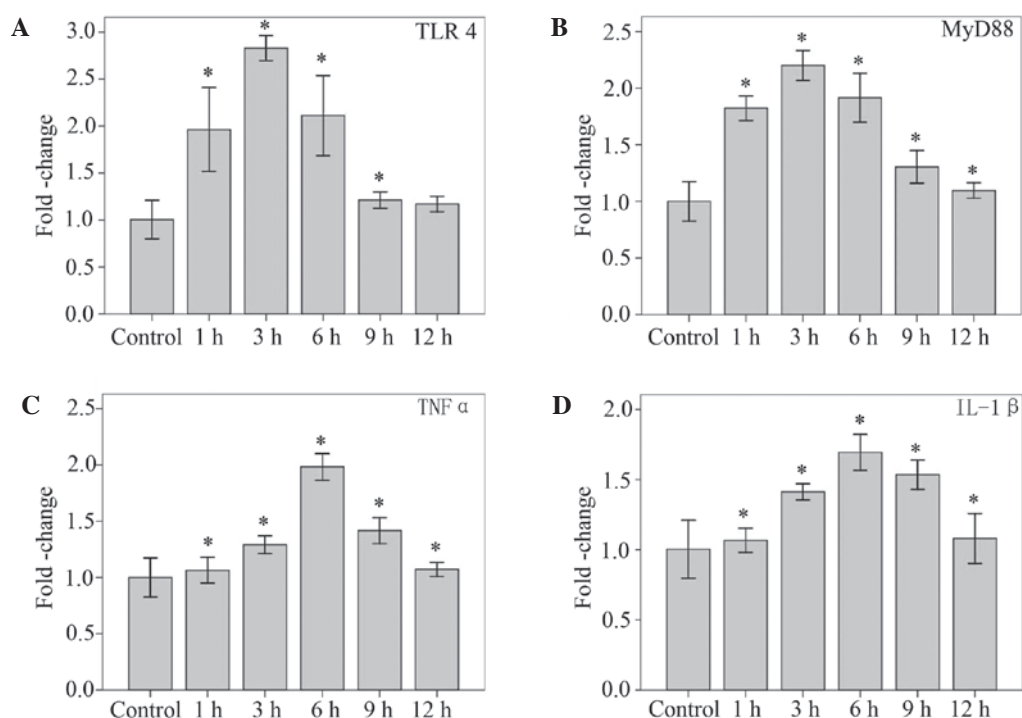 A
TLR 4
Fold -change
3.0
2.5
2.0
1.5
1.0
0.5
0.0
* * * *
Control 1 h 3 h 6 h 9 h 12 h
B
MyD88
Fold -change
2.5
2.0
1.5
1.0
0.5
0.0
* * * * *
Control 1 h 3 h 6 h 9 h 12 h
C
TNF α
Fold -change
2.5
2.0
1.5
1.0
0.5
0.0
* * * * *
Control 1 h 3 h 6 h 9 h 12 h
D
IL-1 β
Fold -change
2.0
1.5
1.0
0.5
0.0
* * * * *
Control 1 h 3 h 6 h 9 h 12 h